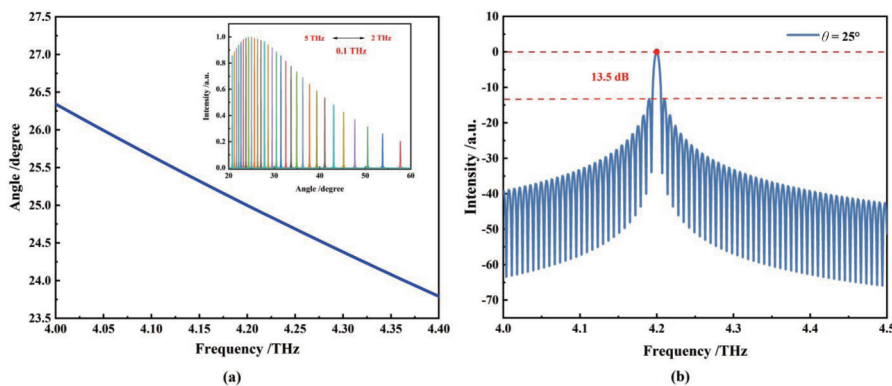 27.5
27.0
26.5
26.0
25.5
25.0
24.5
24.0
23.5
4.00 4.05 4.10 4.15 4.20 4.25 4.30 4.35 4.40
Angle /degree
Frequency /THz
1.0
0.8
0.6
0.4
0.2
0.0
20 30 40 50 60
Intensity /a.u.
Angle /degree
5 THz 2 THz
0.1 THz
(a)
10
0
-10
-20
-30
-40
-50
-60
-70
4.0 4.1 4.2 4.3 4.4 4.5
Intensity /a.u.
Frequency /THz
θ = 25°
13.5 dB
(b)